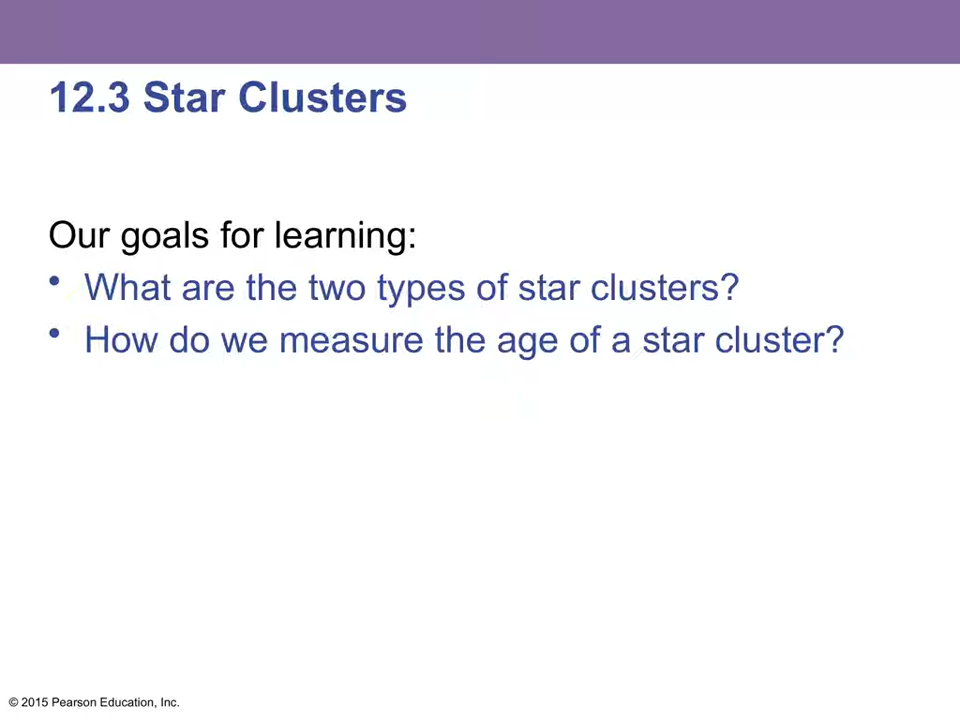 12.3 Star Clusters
Our goals for learning:
• What are the two types of star clusters?
• How do we measure the age of a star cluster?
© 2015 Pearson Education, Inc.